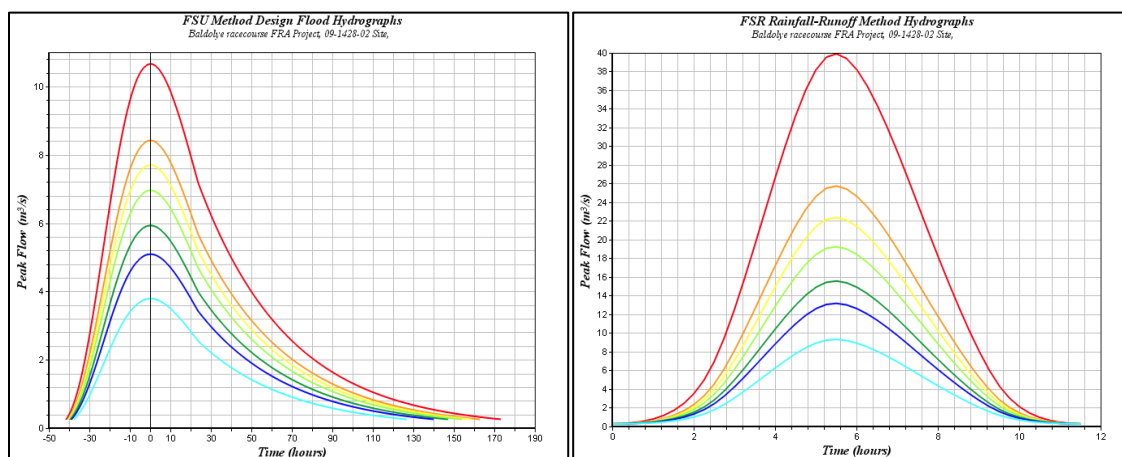 FSU Method Design Flood Hydrographs
Baldolye racecourse FRA Project, 09-1428-02 Site,
Peak Flow (m³/s)
10
8
6
4
2
0
-50 -30 -10 0 10 30 50 70 90 110 130 150 170 190
Time (hours)
FSR Rainfall-Runoff Method Hydrographs
Baldolye racecourse FRA Project, 09-1428-02 Site,
Peak Flow (m³/s)
40
38
36
34
32
30
28
26
24
22
20
18
16
14
12
10
8
6
4
2
0
0 2 4 6 8 10 12
Time (hours)